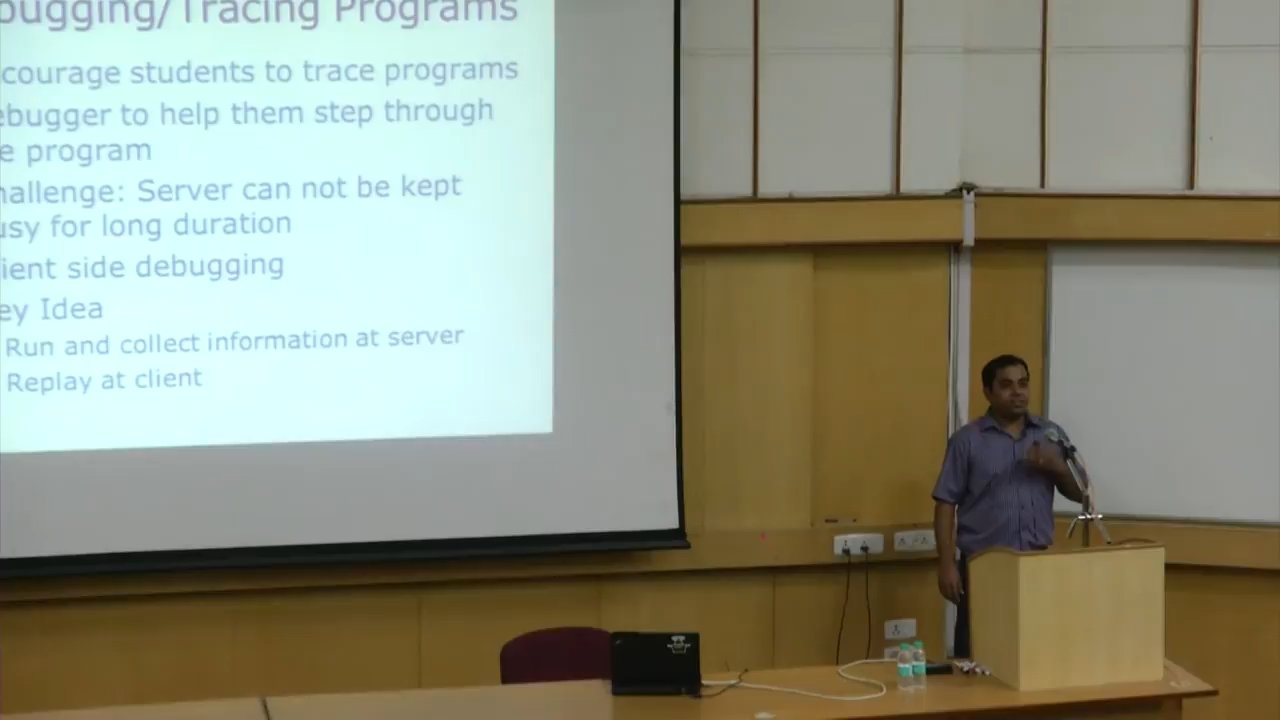 ugging/Tracing Programs
courage students to trace programs
ebugger to help them step through
e program
hallenge: Server can not be kept
usy for long duration
ient side debugging
ey Idea
Run and collect information at server
Replay at client